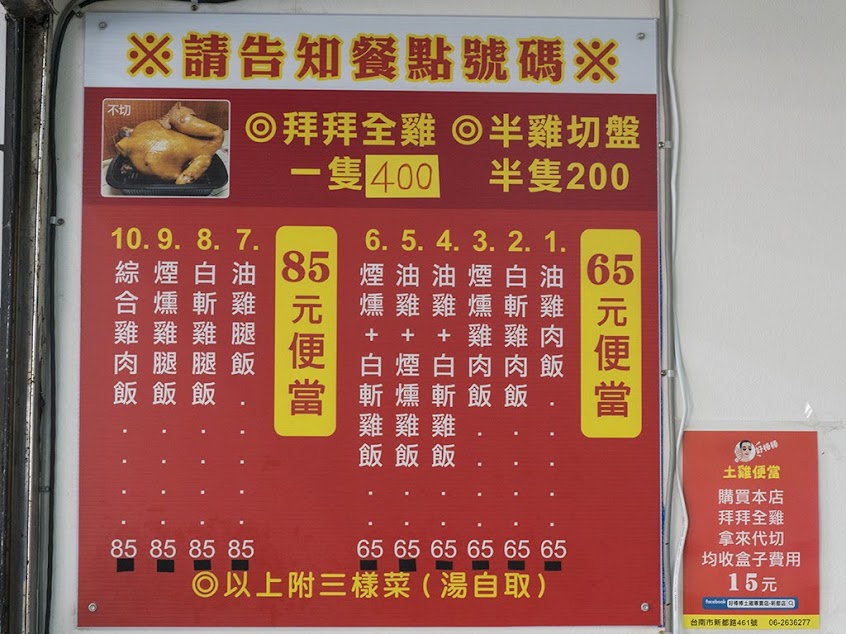 ※請告知餐點號碼※
不切
◎拜拜全雞
一隻400
◎半雞切盤
半隻200
65元便當
1.油雞肉飯......65
2.白斬雞肉飯.....65
3.煙燻雞肉飯.....65
4.油雞+白斬雞飯...65
5.油雞+煙燻雞飯...65
6.煙燻+白斬雞飯...65
85元便當
7.油雞腿飯.....85
8.白斬雞腿飯....85
9.煙燻雞腿飯....85
10.綜合雞肉飯....85
◎以上附三樣菜(湯自取)
好棒棒
土雞便當
購買本店
拜拜全雞
拿來代切
均收盒子費用
15元
facebook
台南市新都路461號 06-2636277